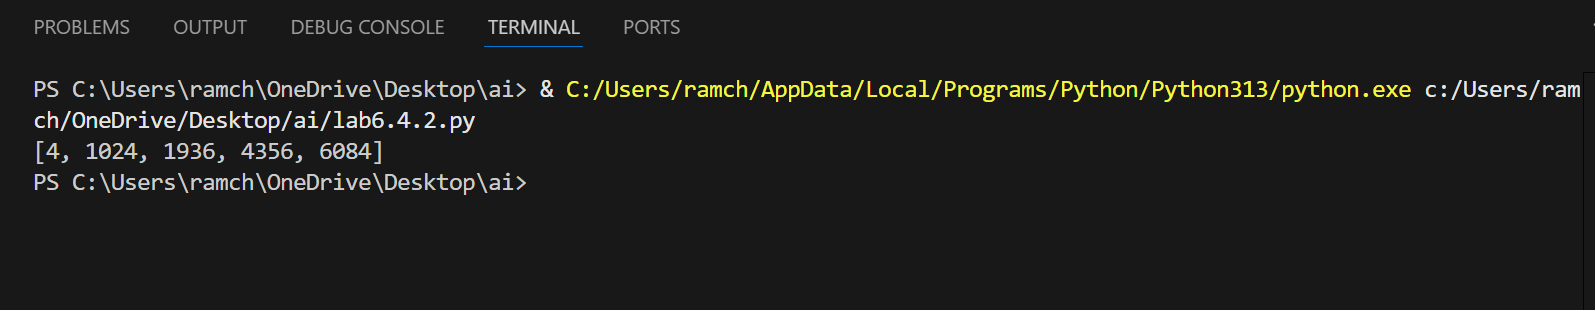 PROBLEMS OUTPUT DEBUG CONSOLE TERMINAL PORTS
PS C:\Users\ramch\OneDrive\Desktop\ai> & C:/Users/ramch/AppData/Local/Programs/Python/Python313/python.exe c:/Users/ram
ch/OneDrive/Desktop/ai/lab6.4.2.py
[4, 1024, 1936, 4356, 6084]
PS C:\Users\ramch\OneDrive\Desktop\ai>